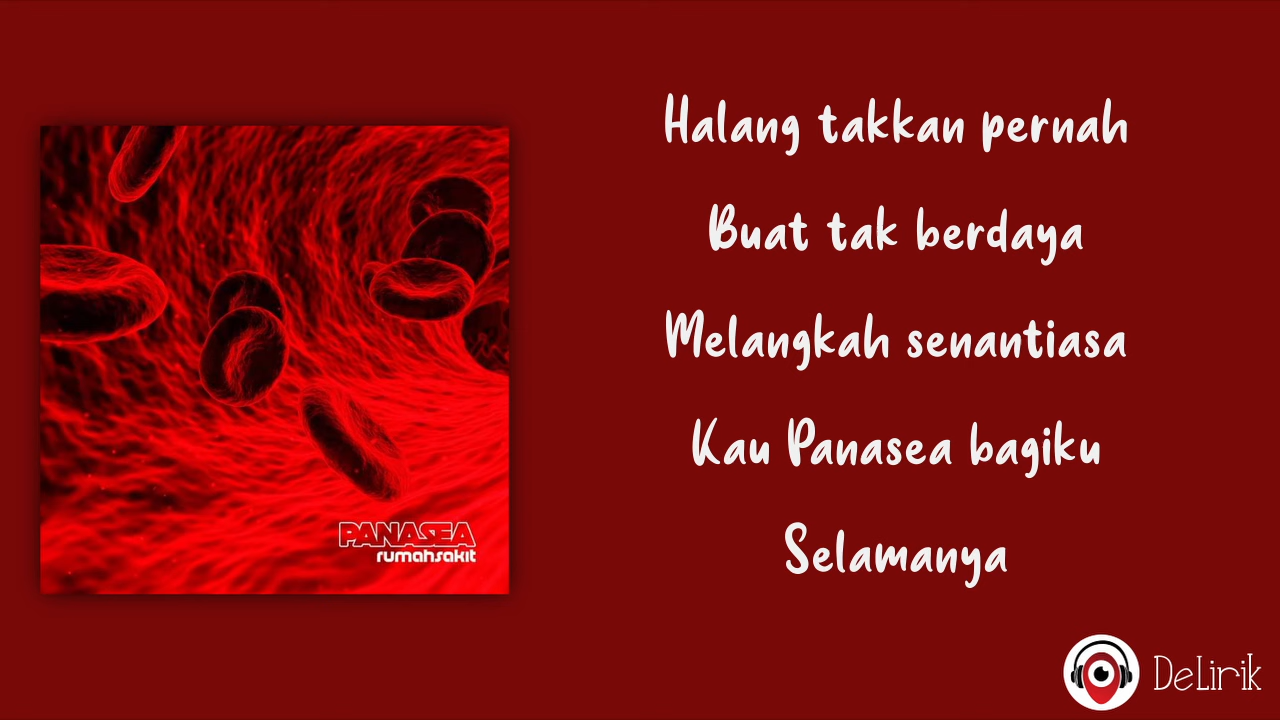 Halang takkan pernah
Buat tak berdaya
Melangkah senantiasa
Kau Panasea bagiku
Selamanya
PANASEA
rumahsakit
DeLirik